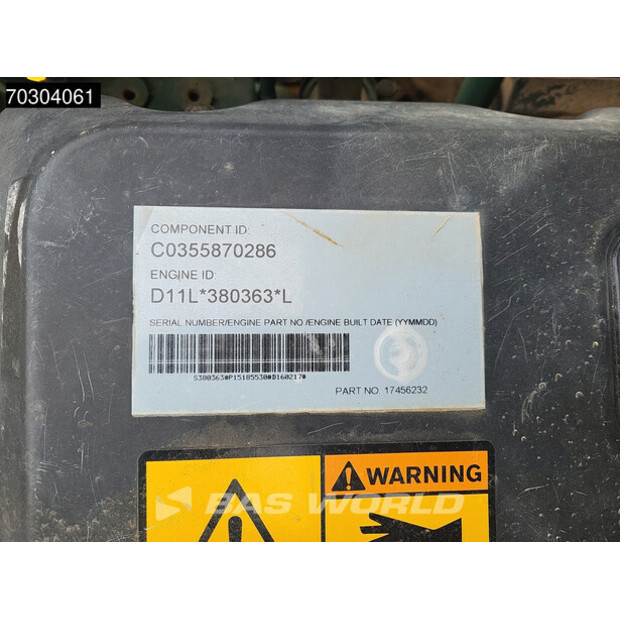 70304061
COMPONENT ID:
C0355870286
ENGINE ID:
D11L*380363*L
SERIAL NUMBER/ENGINE PART NO /ENGINE BUILT DATE (YYMMDD)
S380363#P15105530#D160217#
PART NO. 17456232
WARNING
BAS WORLD